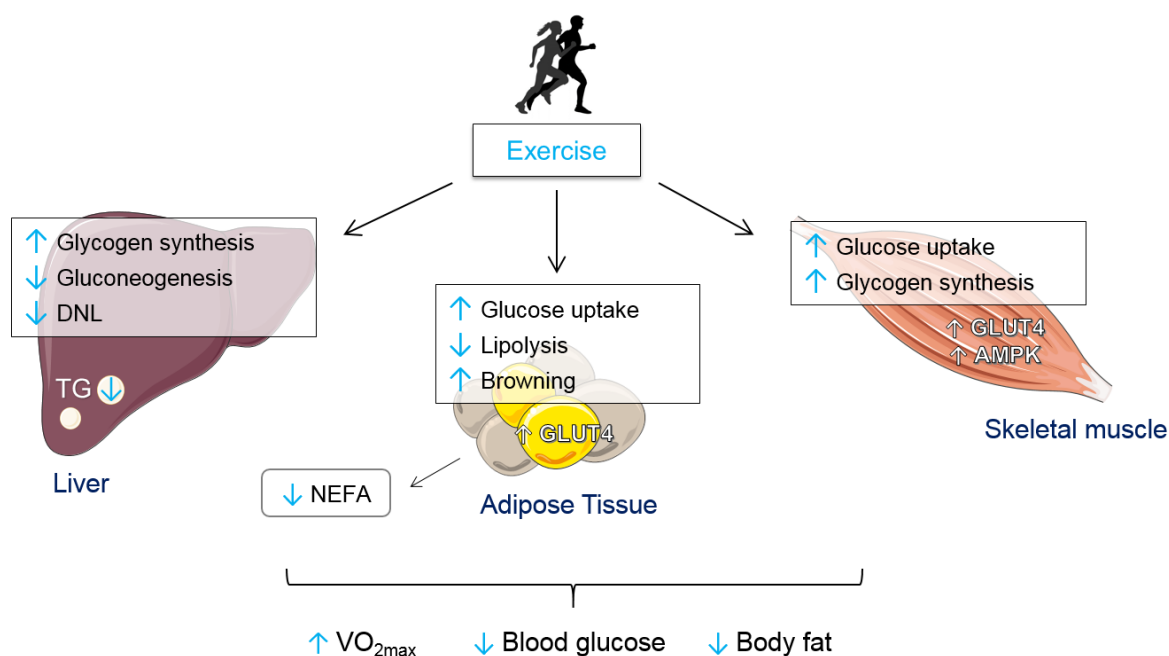 Exercise
↑ Glycogen synthesis
↓ Gluconeogenesis
↓ DNL
TG ↓
Liver
↑ Glucose uptake
↓ Lipolysis
↑ Browning
↑ GLUT4
Adipose Tissue
↓ NEFA
↑ Glucose uptake
↑ Glycogen synthesis
↑ GLUT4
↑ AMPK
Skeletal muscle
↑ VO2max ↓ Blood glucose ↓ Body fat